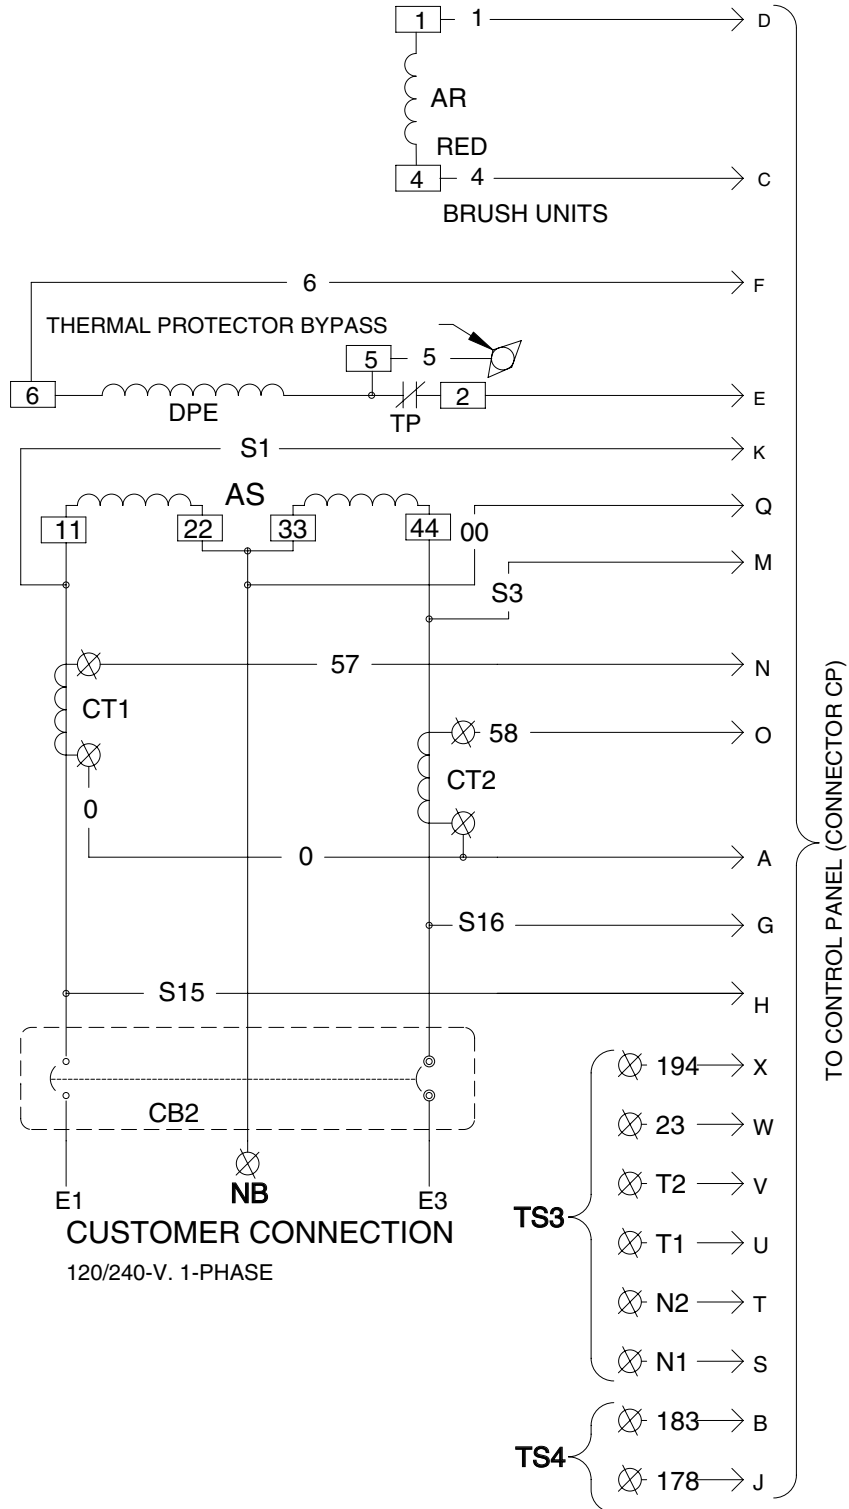 1 1 D
AR
RED
4 4 C
BRUSH UNITS
6 F
THERMAL PROTECTOR BYPASS
5 5
6 2 E
DPE TP
S1 K
AS
11 22 33 44 00 Q
M
S3
57 N
CT1
58 O
CT2
0
0 A
S16 G
S15 H
CB2
E1 NB E3
CUSTOMER CONNECTION
120/240-V. 1-PHASE
TS3
194 X
23 W
T2 V
T1 U
N2 T
N1 S
TS4
183 B
178 J
TO CONTROL PANEL (CONNECTOR CP)